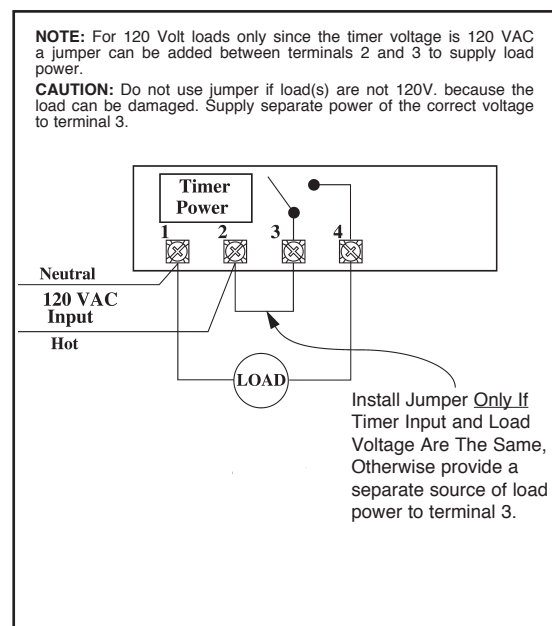 NOTE: For 120 Volt loads only since the timer voltage is 120 VAC
a jumper can be added between terminals 2 and 3 to supply load
power.
CAUTION: Do not use jumper if load(s) are not 120V. because the
load can be damaged. Supply separate power of the correct voltage
to terminal 3.
Timer
Power
1 2 3 4
Neutral
120 VAC
Input
Hot
LOAD
Install Jumper Only If
Timer Input and Load
Voltage Are The Same,
Otherwise provide a
separate source of load
power to terminal 3.